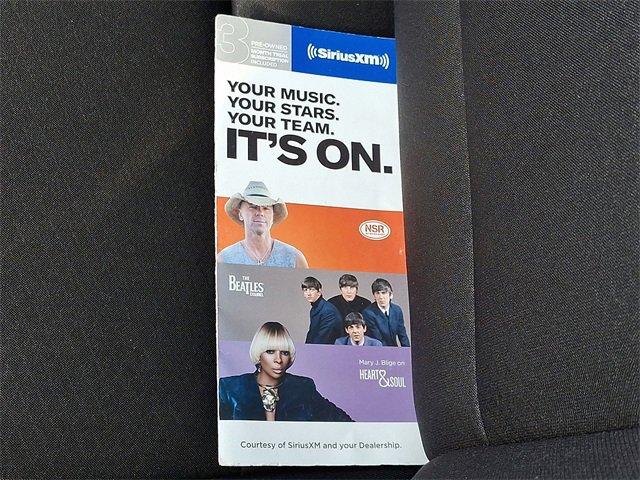 3
PRE-OWNED
MONTH TRIAL
SUBSCRIPTION
INCLUDED
((SiriusXM))
YOUR MUSIC.
YOUR STARS.
YOUR TEAM.
IT'S ON.
NSR
THE
BEATLES
CHANNEL
Mary J. Blige on
HEART&SOUL
Courtesy of SiriusXM and your Dealership.